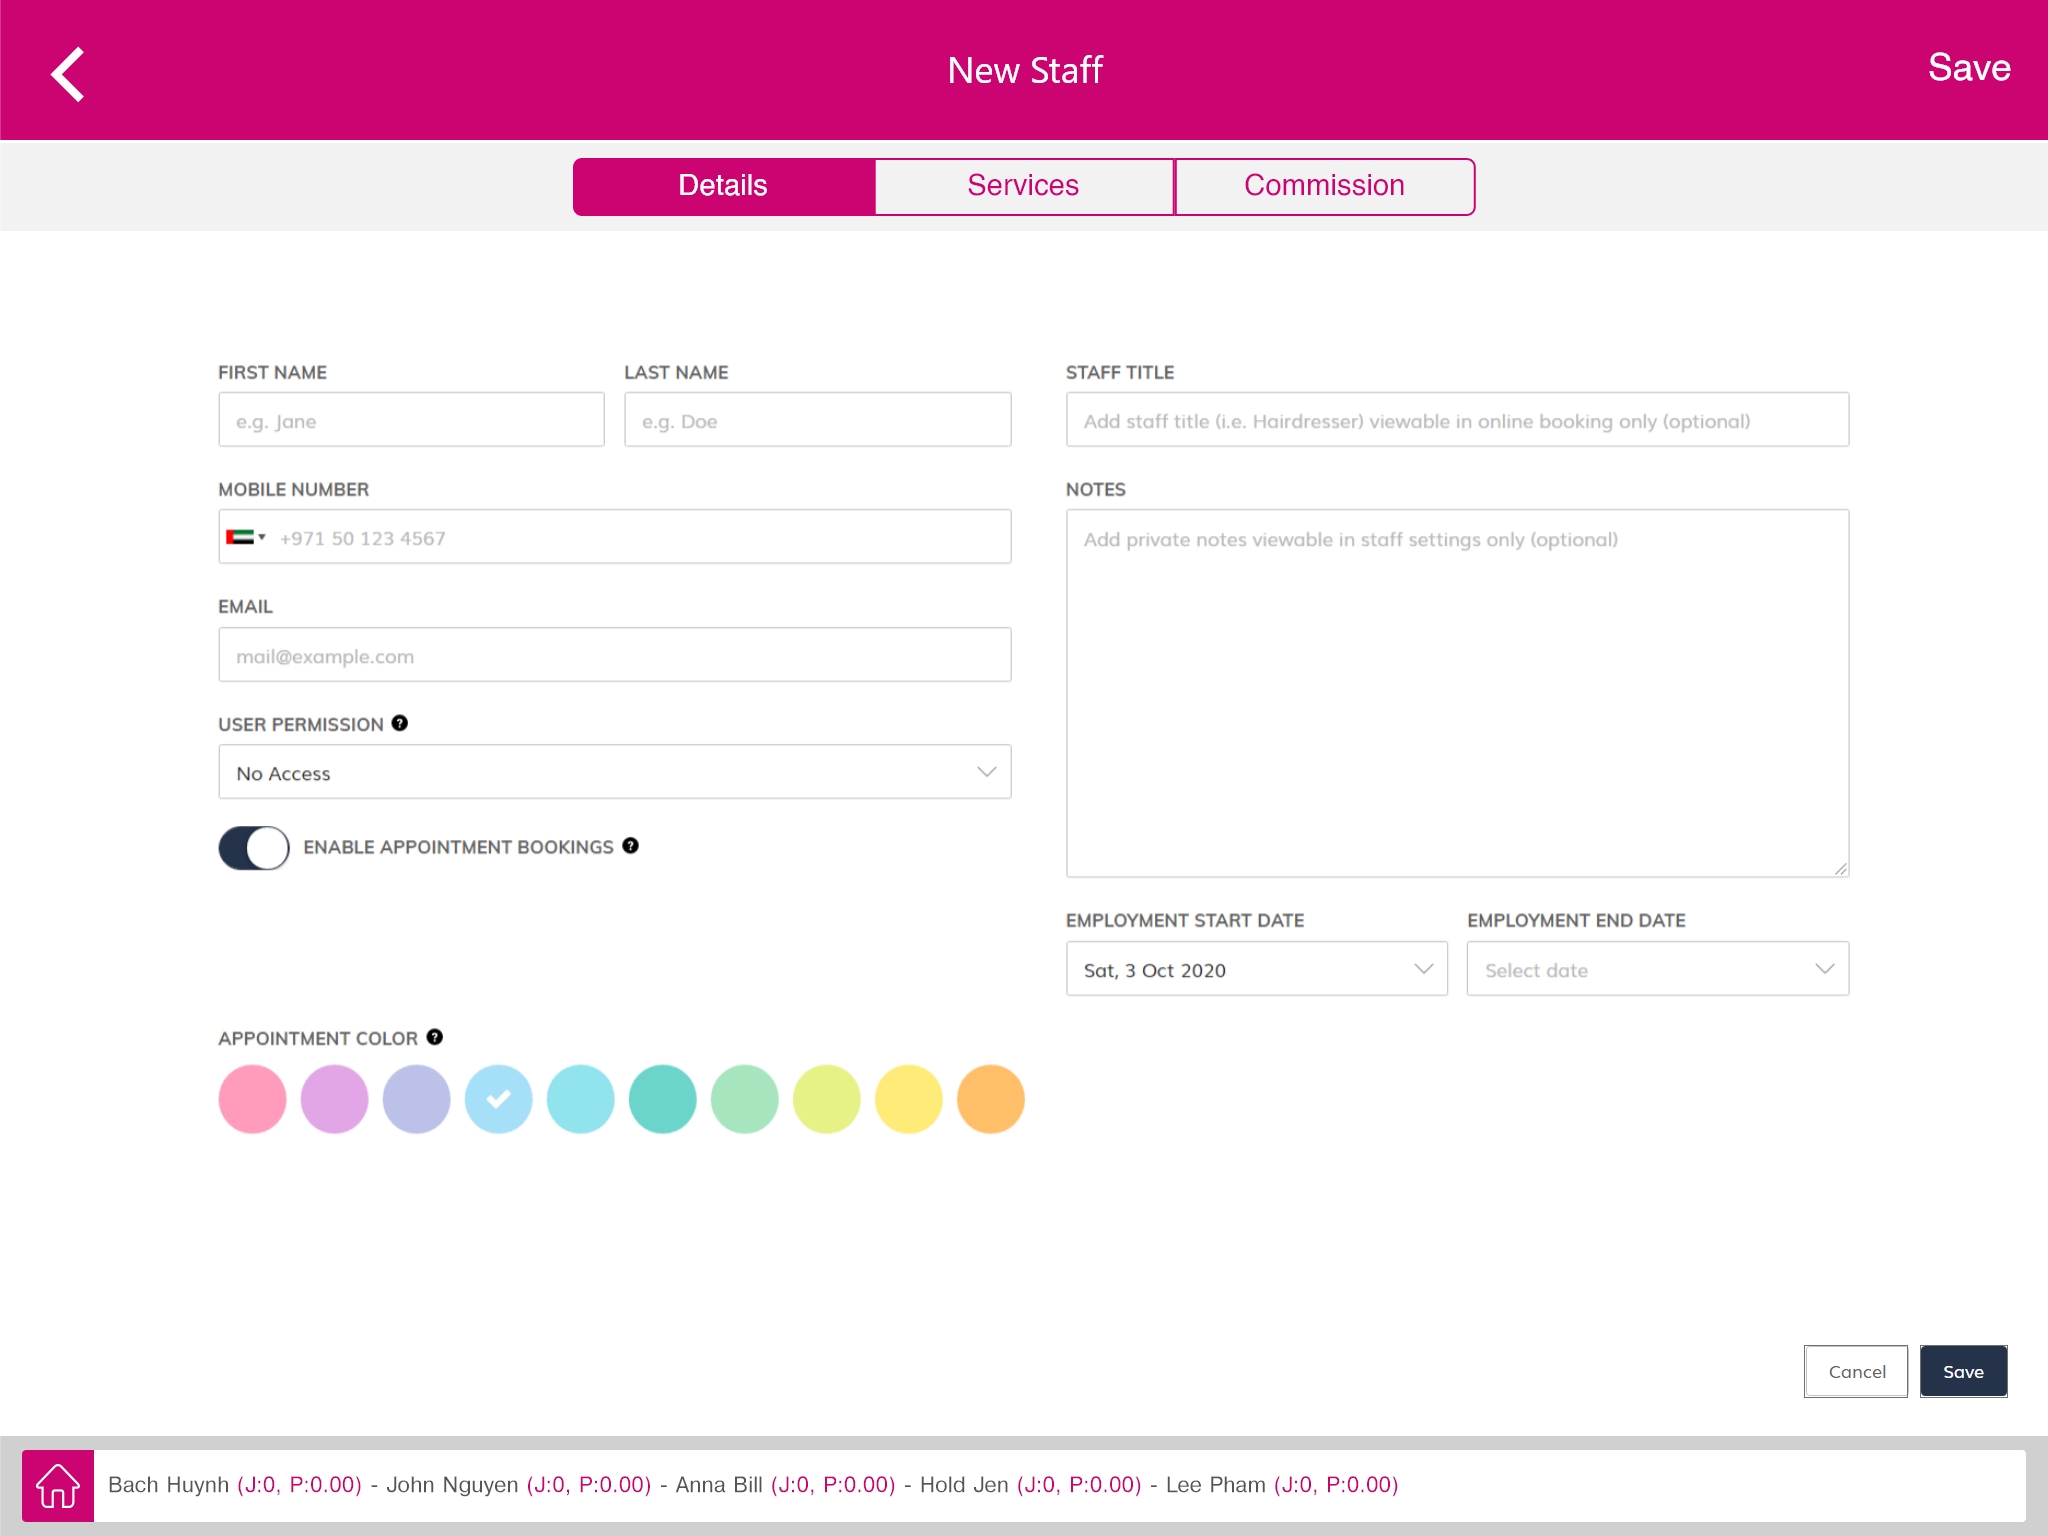 New Staff
Save
Details
Services
Commission
FIRST NAME
LAST NAME
e.g. Jane
e.g. Doe
MOBILE NUMBER
+971 50 123 4567
EMAIL
mail@example.com
USER PERMISSION ?
No Access
ENABLE APPOINTMENT BOOKINGS ?
STAFF TITLE
Add staff title (i.e. Hairdresser) viewable in online booking only (optional)
NOTES
Add private notes viewable in staff settings only (optional)
EMPLOYMENT START DATE
EMPLOYMENT END DATE
Sat, 3 Oct 2020
Select date
APPOINTMENT COLOR ?
Cancel
Save
Bach Huynh (J:0, P:0.00) - John Nguyen (J:0, P:0.00) - Anna Bill (J:0, P:0.00) - Hold Jen (J:0, P:0.00) - Lee Pham (J:0, P:0.00)